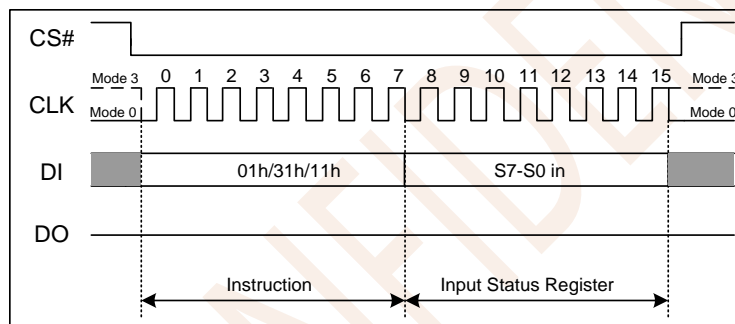 CS#
Mode 3 0 1 2 3 4 5 6 7 8 9 10 11 12 13 14 15 Mode 3
CLK
Mode 0 Mode 0
DI 01h/31h/11h S7-S0 in
DO
Instruction Input Status Register